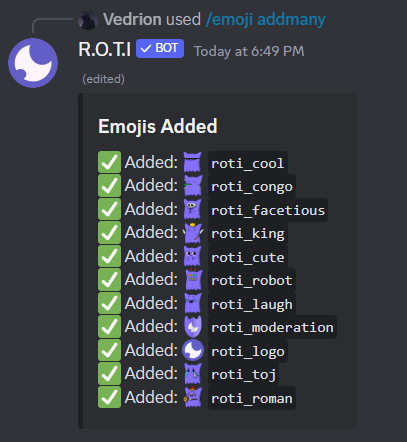 Vedrion used /emoji addmany
R.O.T.I ✓ BOT Today at 6:49 PM
(edited)
Emojis Added
✅ Added: roti_cool
✅ Added: roti_congo
✅ Added: roti_facetious
✅ Added: roti_king
✅ Added: roti_cute
✅ Added: roti_robot
✅ Added: roti_laugh
✅ Added: roti_moderation
✅ Added: roti_logo
✅ Added: roti_toj
✅ Added: roti_roman